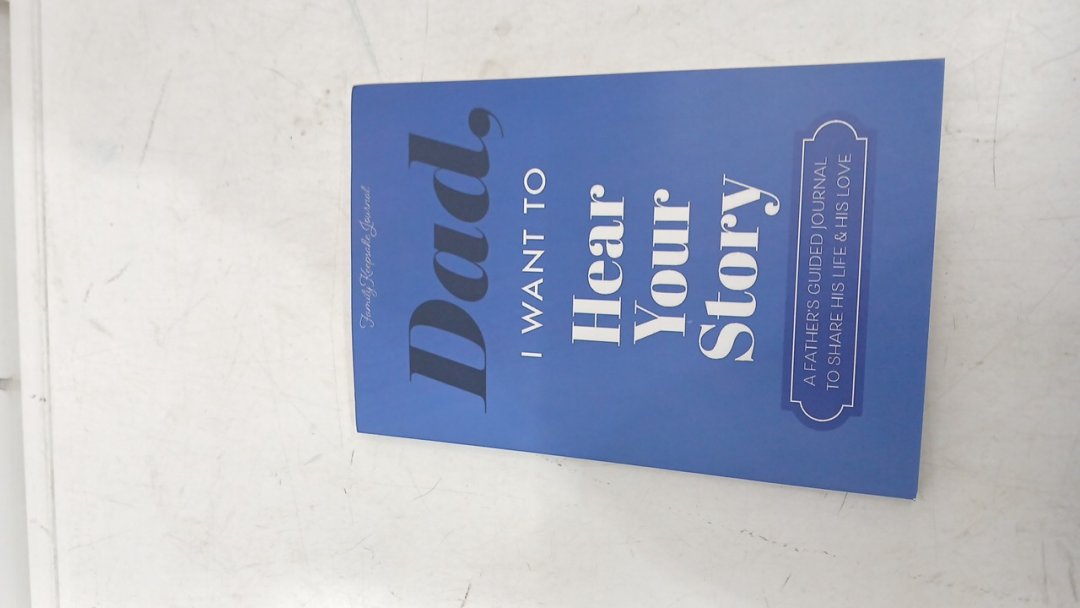 Family Keepsake Journal
Dad,
I WANT TO
Hear
Your
Story
A FATHER'S GUIDED JOURNAL
TO SHARE HIS LIFE & HIS LOVE